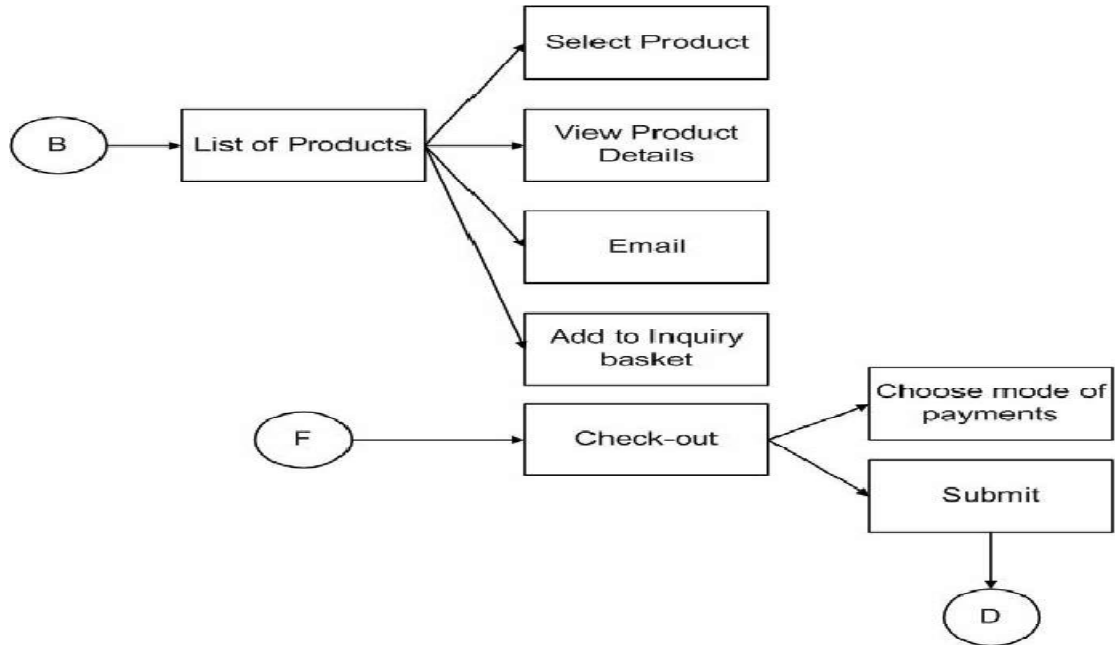 Select Product
B
List of Products
View Product
Details
Email
Add to Inquiry
basket
Choose mode of
payments
F
Check-out
Submit
D